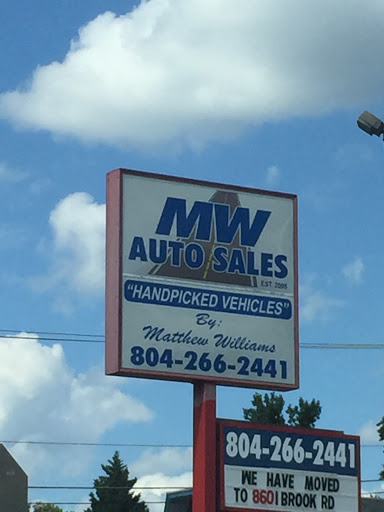 MW
AUTO SALES
EST. 2005
"HANDPICKED VEHICLES"
By:
Matthew Williams
804-266-2441
804-266-2441
WE HAVE MOVED
TO 8601 BROOK RD